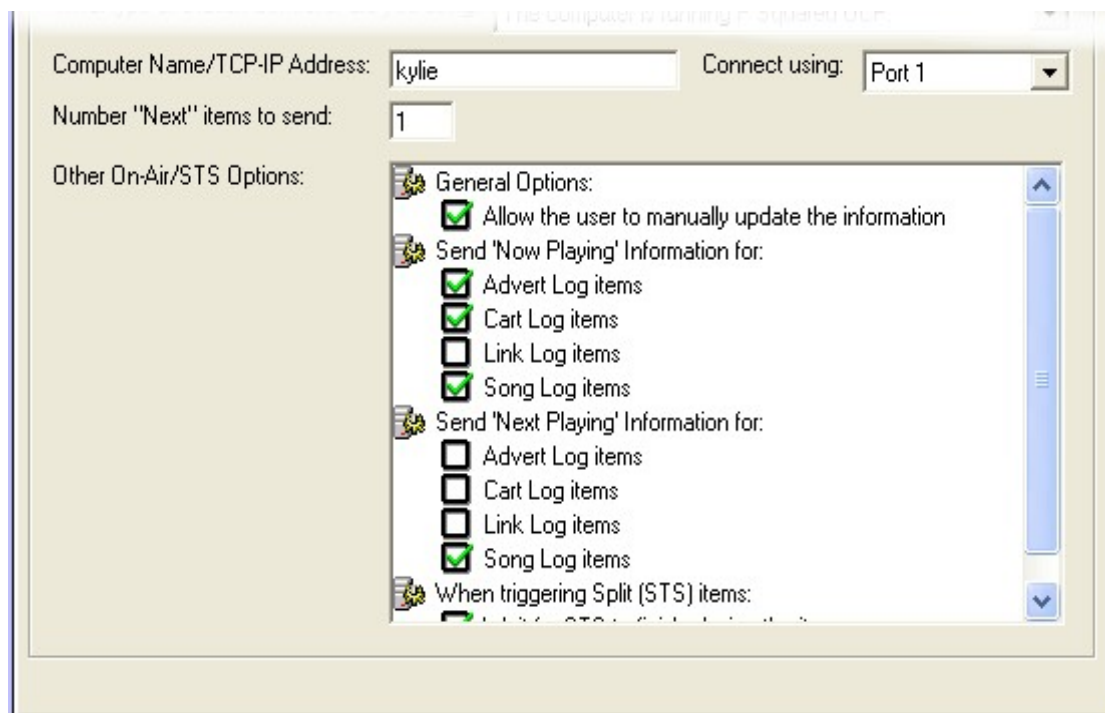 The computer is running P Squared OCP.
Computer Name/TCP-IP Address: kylie Connect using: Port 1
Number "Next" items to send: 1
Other On-Air/STS Options:
General Options:
Allow the user to manually update the information
Send 'Now Playing' Information for:
Advert Log items
Cart Log items
Link Log items
Song Log items
Send 'Next Playing' Information for:
Advert Log items
Cart Log items
Link Log items
Song Log items
When triggering Split (STS) items: